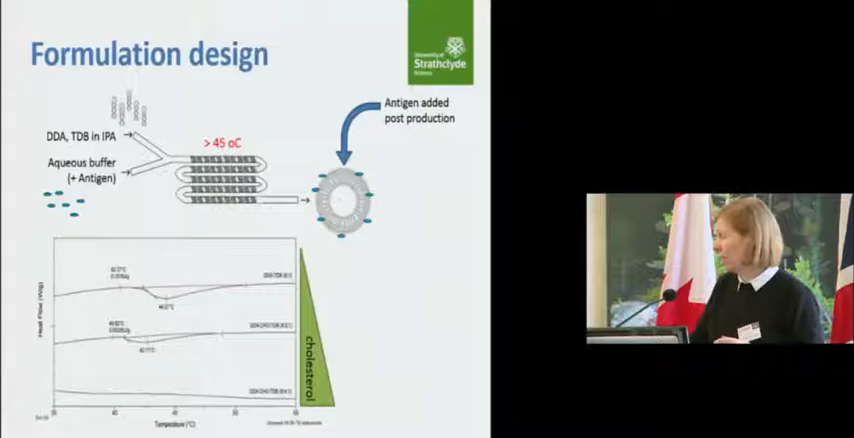 Formulation design
University of
Strathclyde
Antigen added
post production
DDA, TDB in IPA
> 45 oC
Aqueous buffer
(+ Antigen)
cholesterol
Heat Flow (W/g)
Temperature (°C)